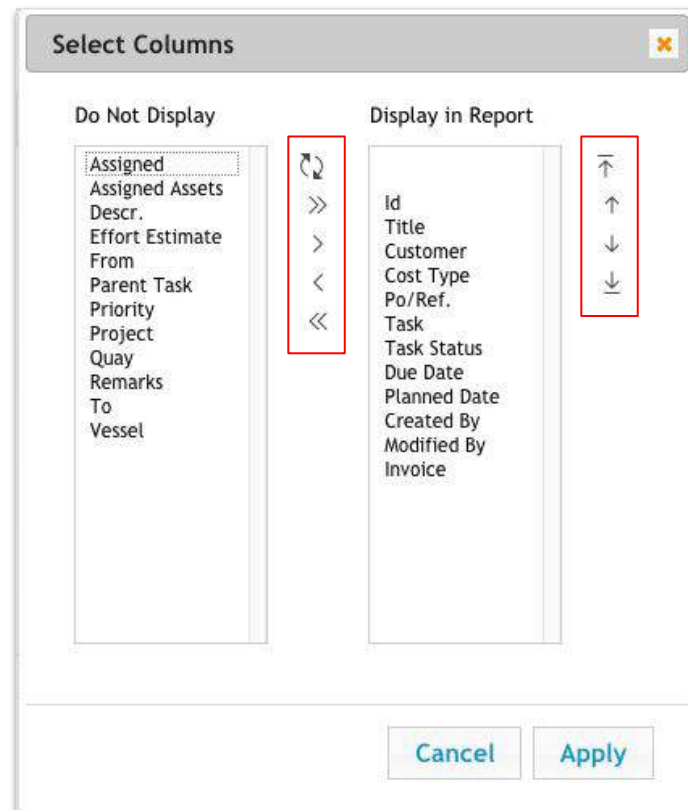 Select Columns
Do Not Display
Assigned
Assigned Assets
Descr.
Effort Estimate
From
Parent Task
Priority
Project
Quay
Remarks
To
Vessel
Display in Report
Id
Title
Customer
Cost Type
Po/Ref.
Task
Task Status
Due Date
Planned Date
Created By
Modified By
Invoice
Cancel
Apply